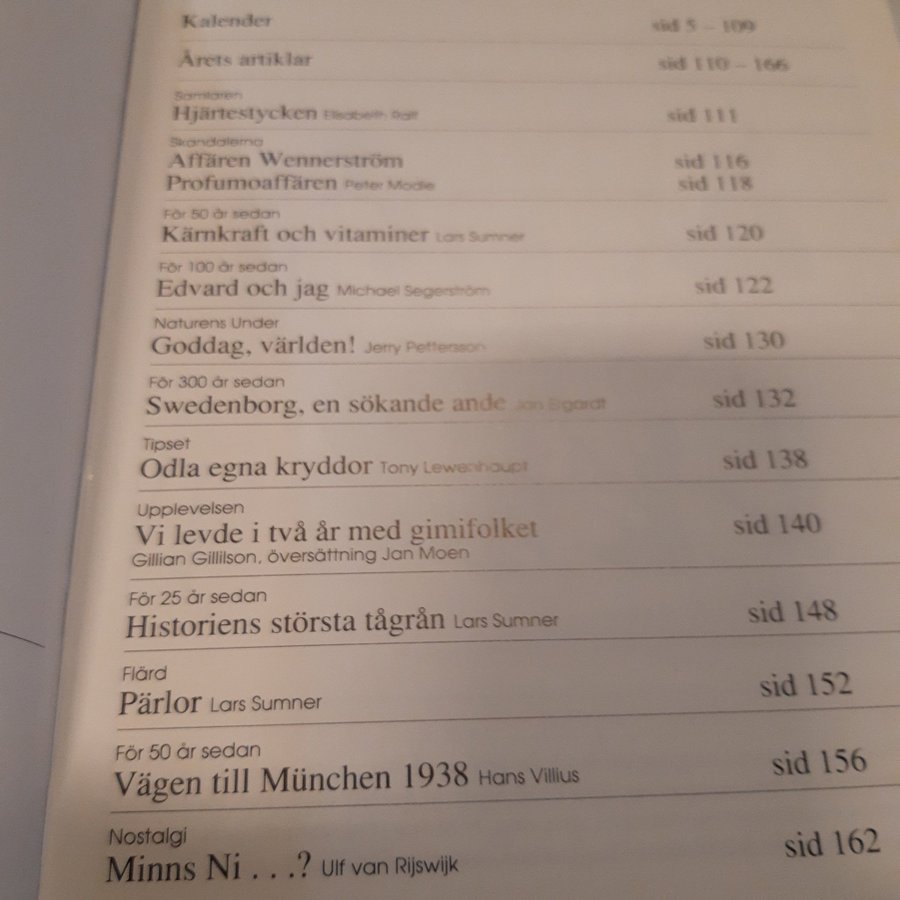 Kalender sid 5 – 109
Årets artiklar sid 110 – 166
Samlaren
Hjärtestycken Elisabeth sid 111
Skandalerna
Affären Wennerström sid 116
Profumoaffären Peter Modie sid 118
För 50 år sedan
Kärnkraft och vitaminer Lars Sumner sid 120
För 100 år sedan
Edvard och jag Michael Segerström sid 122
Naturens Under
Goddag, världen! Jerry Pettersson sid 130
För 300 år sedan
Swedenborg, en sökande ande Jan sid 132
Tipset
Odla egna kryddor Tony Lewenhaupt sid 138
Upplevelsen
Vi levde i två år med gimifolket sid 140
Gillian Gillilson, översättning Jan Moen
För 25 år sedan
Historiens största tågrån Lars Sumner sid 148
Flärd
Pärlor Lars Sumner sid 152
För 50 år sedan
Vägen till München 1938 Hans Villius sid 156
Nostalgi
Minns Ni . . .? Ulf van Rijswijk sid 162